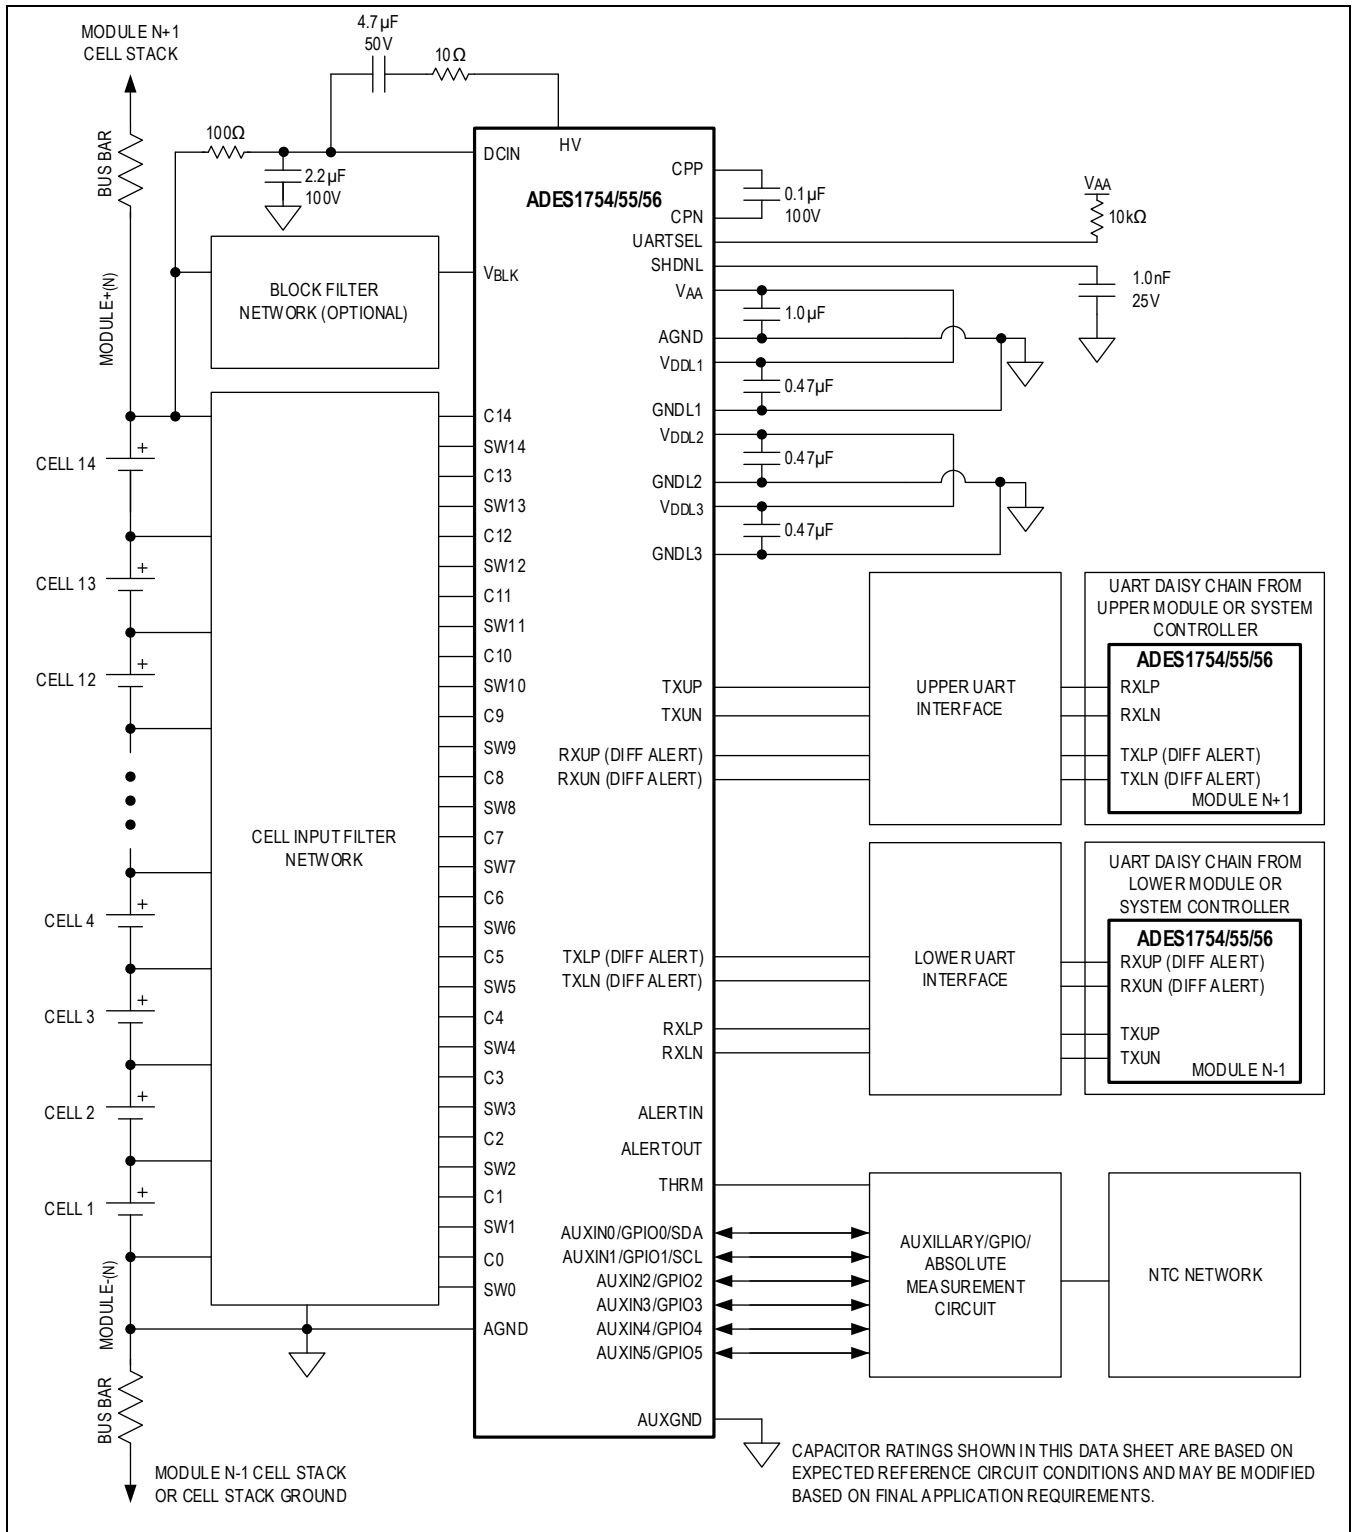 MODULE N+1
CELL STACK
4.7µF
50V
10Ω
BUS BAR
100Ω
2.2µF
100V
DCIN
HV
ADES1754/55/56
CPP
CPN
0.1µF
100V
VAA
10kΩ
UARTSEL
SHDNL
1.0nF
25V
MODULE+(N)
BLOCK FILTER
NETWORK (OPTIONAL)
VBLK
VAA
1.0µF
AGND
VDDL1
0.47µF
GNDL1
VDDL2
0.47µF
GNDL2
VDDL3
0.47µF
GNDL3
CELL 14
+
CELL 13
+
CELL 12
+
CELL 4
+
CELL 3
+
CELL 2
+
CELL 1
+
CELL INPUT FILTER
NETWORK
C14
SW14
C13
SW13
C12
SW12
C11
SW11
C10
SW10
C9
SW9
C8
SW8
C7
SW7
C6
SW6
C5
SW5
C4
SW4
C3
SW3
C2
SW2
C1
SW1
C0
SW0
AGND
MODULE-(N)
BUS BAR
MODULE N-1 CELL STACK
OR CELL STACK GROUND
TXUP
TXUN
RXUP (DIFF ALERT)
RXUN (DIFF ALERT)
UPPER UART
INTERFACE
UART DAISY CHAIN FROM
UPPER MODULE OR SYSTEM
CONTROLLER
ADES1754/55/56
RXLP
RXLN
TXLP (DIFF ALERT)
TXLN (DIFF ALERT)
MODULE N+1
TXLP (DIFF ALERT)
TXLN (DIFF ALERT)
RXLP
RXLN
LOWER UART
INTERFACE
UART DAISY CHAIN FROM
LOWER MODULE OR
SYSTEM CONTROLLER
ADES1754/55/56
RXUP (DIFF ALERT)
RXUN (DIFF ALERT)
TXUP
TXUN
MODULE N-1
ALERTIN
ALERTOUT
THRM
AUXIN0/GPIO0/SDA
AUXIN1/GPIO1/SCL
AUXIN2/GPIO2
AUXIN3/GPIO3
AUXIN4/GPIO4
AUXIN5/GPIO5
AUXILLARY/GPIO/
ABSOLUTE
MEASUREMENT
CIRCUIT
NTC NETWORK
AUXGND
CAPACITOR RATINGS SHOWN IN THIS DATA SHEET ARE BASED ON
EXPECTED REFERENCE CIRCUIT CONDITIONS AND MAY BE MODIFIED
BASED ON FINAL APPLICATION REQUIREMENTS.